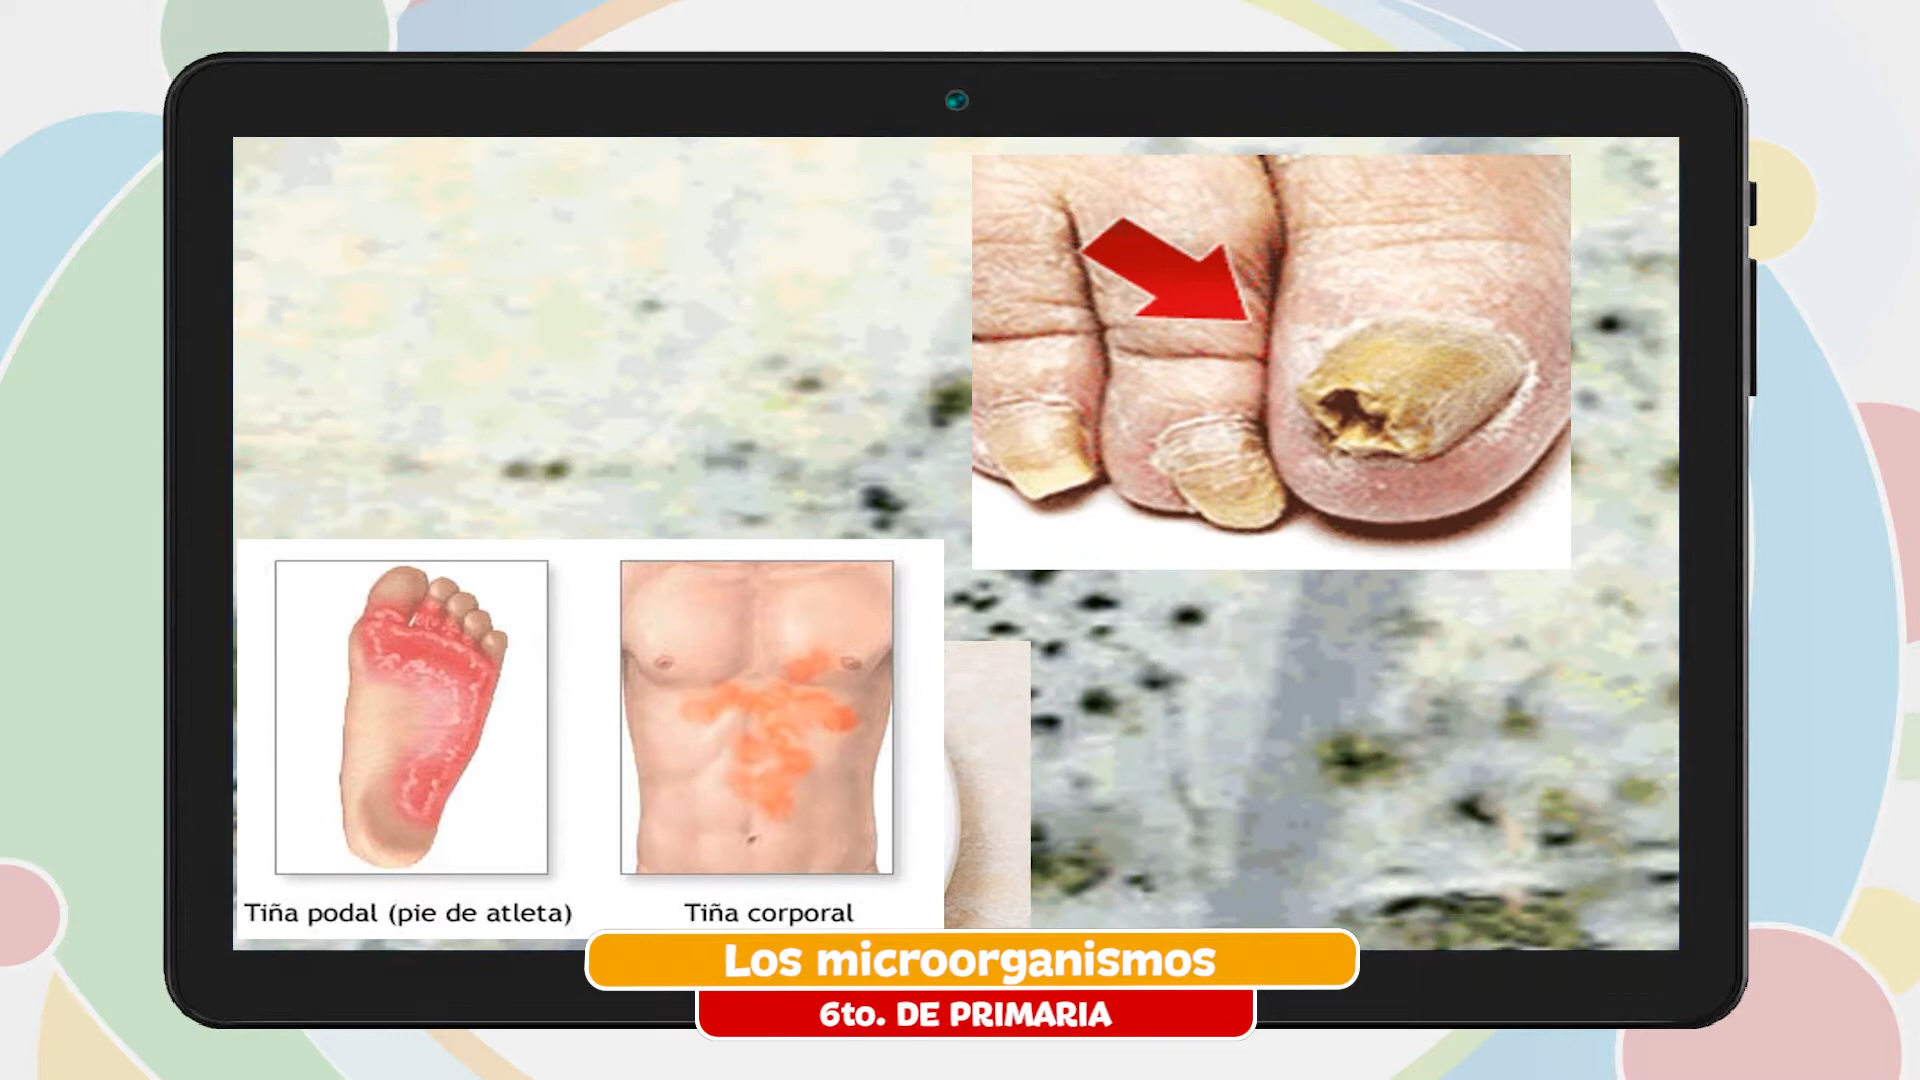 Tiña podal (pie de atleta)
Tiña corporal
Los microorganismos
6to. DE PRIMARIA